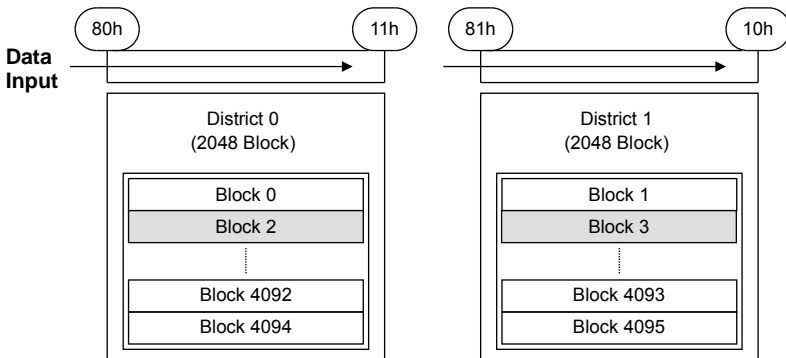 80h
11h
81h
10h
Data
Input
District 0
(2048 Block)
District 1
(2048 Block)
Block 0
Block 2
Block 4092
Block 4094
Block 1
Block 3
Block 4093
Block 4095